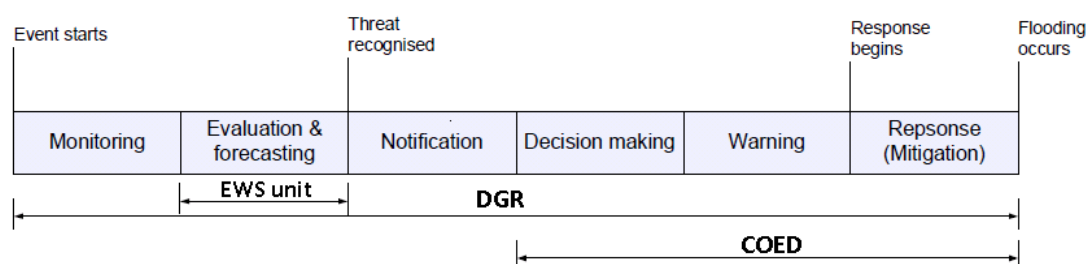 Event starts
Threat
recognised
Response
begins
Flooding
occurs
Monitoring
Evaluation &
forecasting
Notification
Decision making
Warning
Repsonse
(Mitigation)
EWS unit
DGR
COED